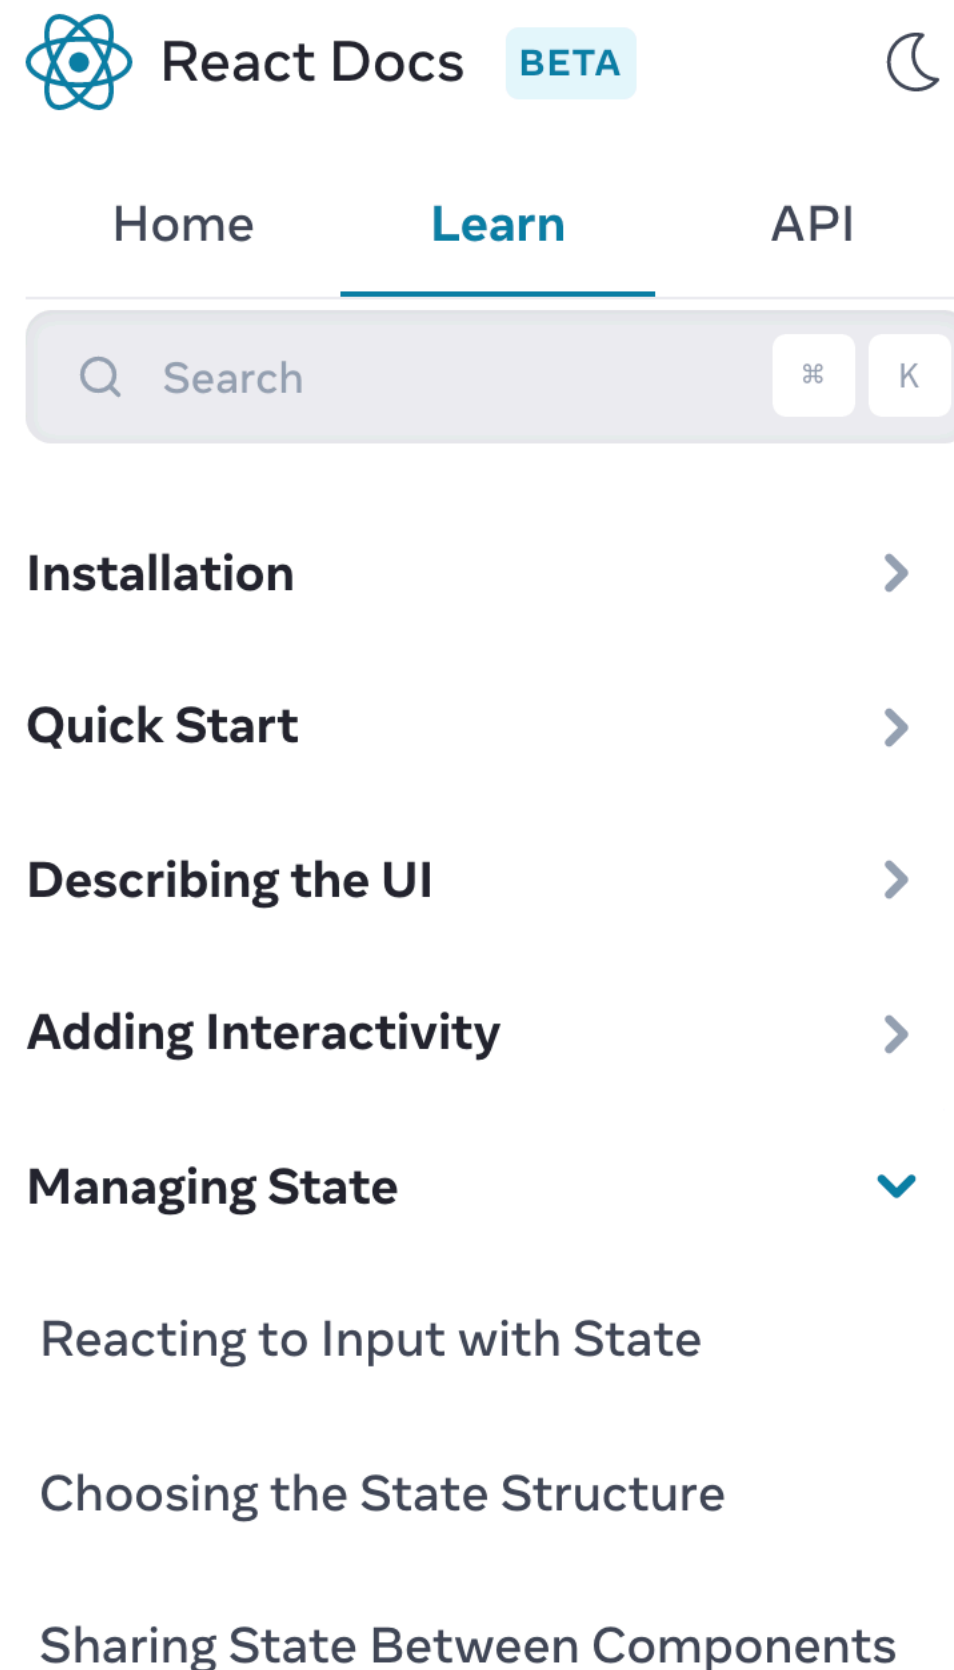 React Docs BETA
Home Learn API
Search ⌘ K
Installation
Quick Start
Describing the UI
Adding Interactivity
Managing State
Reacting to Input with State
Choosing the State Structure
Sharing State Between Components